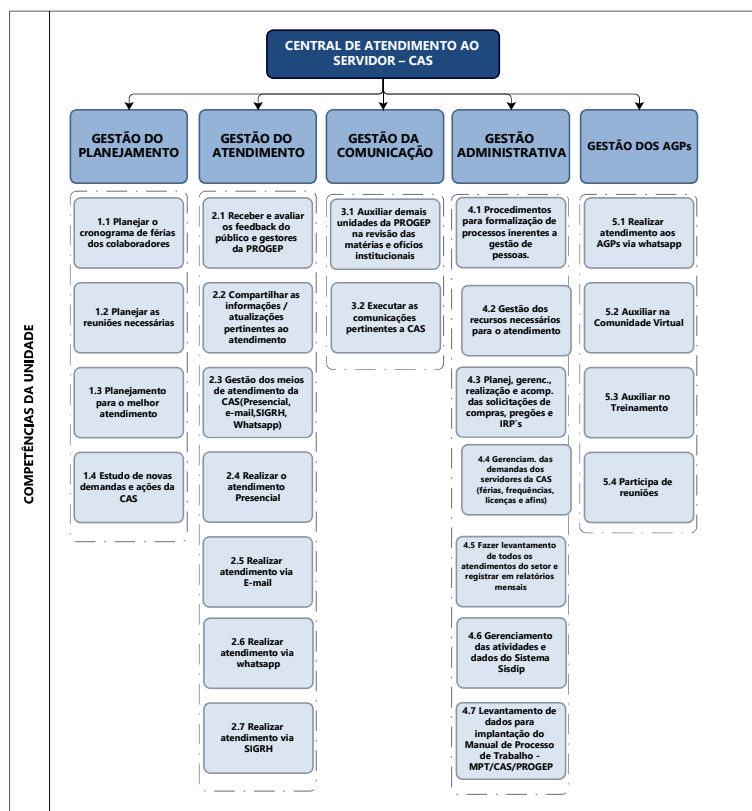 CENTRAL DE ATENDIMENTO AO
SERVIDOR – CAS
COMPETÊNCIAS DA UNIDADE
GESTÃO DO
PLANEJAMENTO
1.1 Planejar o
cronograma de férias
dos colaboradores
1.2 Planejar as
reuniões necessárias
1.3 Planejamento
para o melhor
atendimento
1.4 Estudo de novas
demandas e ações da
CAS
GESTÃO DO
ATENDIMENTO
2.1 Receber e avaliar
os feedback do
público e gestores
da PROGEP
2.2 Compartilhar as
informações /
atualizações
pertinentes ao
atendimento
2.3 Gestão dos meios
de atendimento da
CAS(Presencial,
e-mail,SIGRH,
Whatsapp)
2.4 Realizar o
atendimento
Presencial
2.5 Realizar
atendimento via
E-mail
2.6 Realizar
atendimento via
whatsapp
2.7 Realizar
atendimento via
SIGRH
GESTÃO DA
COMUNICAÇÃO
3.1 Auxiliar demais
unidades da PROGEP
na revisão das
matérias e ofícios
institucionais
3.2 Executar as
comunicações
pertinentes a CAS
GESTÃO
ADMINISTRATIVA
4.1 Procedimentos
para formalização de
processos inerentes a
gestão de
pessoas.
4.2 Gestão dos
recursos necessários
para o atendimento
4.3 Planej, gerenc.,
realização e acomp.
das solicitações de
compras, pregões e
IRP`s
4.4 Gerenciam. das
demandas dos
servidores da CAS
(férias, frequências,
licenças e afins)
4.5 Fazer levantamento
de todos os
atendimentos do setor e
registrar em relatórios
mensais
4.6 Gerenciamento
das atividades e
dados do Sistema
Sisdip
4.7 Levantamento de
dados para
implantação do
Manual de Processo
de Trabalho -
MPT/CAS/PROGEP
GESTÃO DOS AGPs
5.1 Realizar
atendimento aos
AGPs via whatsapp
5.2 Auxiliar na
Comunidade Virtual
5.3 Auxiliar no
Treinamento
5.4 Participa de
reuniões